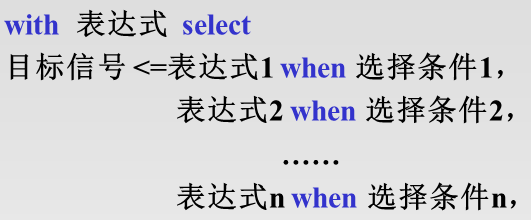 with 表达式 select
目标信号 <=表达式1 when 选择条件1，
表达式2 when 选择条件2，
……
表达式n when 选择条件n，